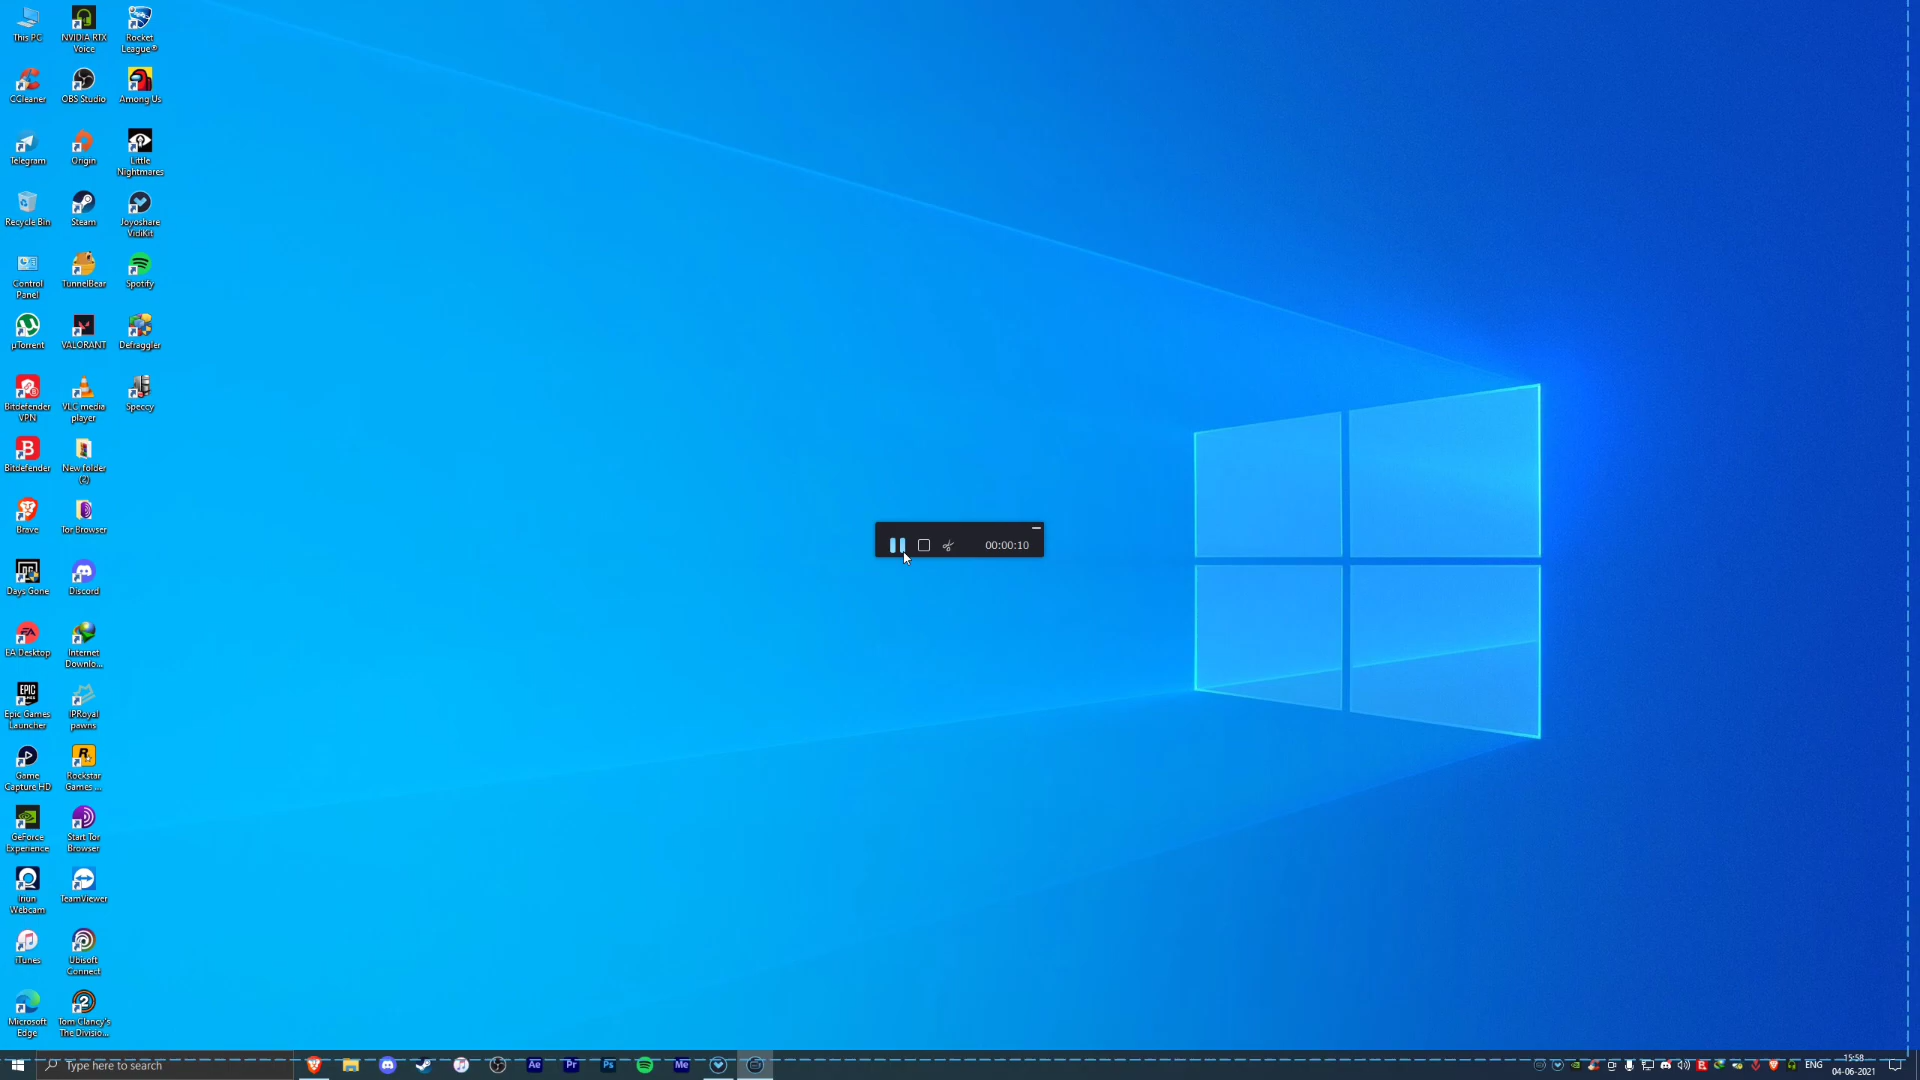 This PC
NVIDIA RTX
Voice
Rocket
League®
CCleaner
OBS Studio
Among Us
Telegram
Origin
Little
Nightmares
Recycle Bin
Steam
Joyoshare
VidiKit
Control
Panel
TunnelBear
Spotify
µTorrent
VALORANT
Defraggler
Bitdefender
VPN
VLC media
player
Speccy
Bitdefender
New folder
(2)
Brave
Tor Browser
Days Gone
Discord
EA Desktop
Internet
Downlo...
Epic Games
Launcher
IPRoyal
pawns
Game
Capture HD
Rockstar
Games ...
GeForce
Experience
Start Tor
Browser
Iriun
Webcam
TeamViewer
iTunes
Ubisoft
Connect
Microsoft
Edge
Tom Clancy's
The Divisio...
00:00:10
Type here to search
Ae
Pr
Ps
Me
ENG
15:58
04-06-2021